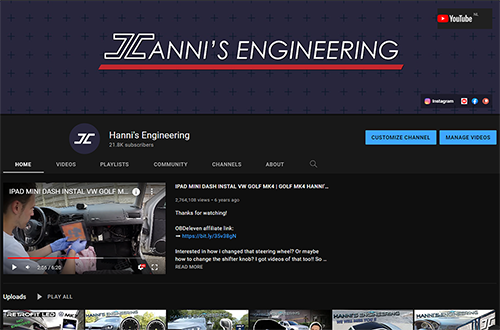 YouTube NL
HANNI'S ENGINEERING
Instagram
Hanni's Engineering
21.8K subscribers
CUSTOMIZE CHANNEL
MANAGE VIDEOS
HOME
VIDEOS
PLAYLISTS
COMMUNITY
CHANNELS
ABOUT
IPAD MINI DASH INSTAL VW GOLF M...
2:56 / 6:20
IPAD MINI DASH INSTAL VW GOLF MK4 | GOLF MK4 HANNI'...
2,764,108 views • 6 years ago
Thanks for watching!
OBDeleven affiliate link:
➡ https://bit.ly/35v38gN
Interested in how i changed that steering wheel? Or maybe
how to change the shifter knob? I got videos of that too!! So ...
READ MORE
Uploads
PLAY ALL
RETROFIT LED